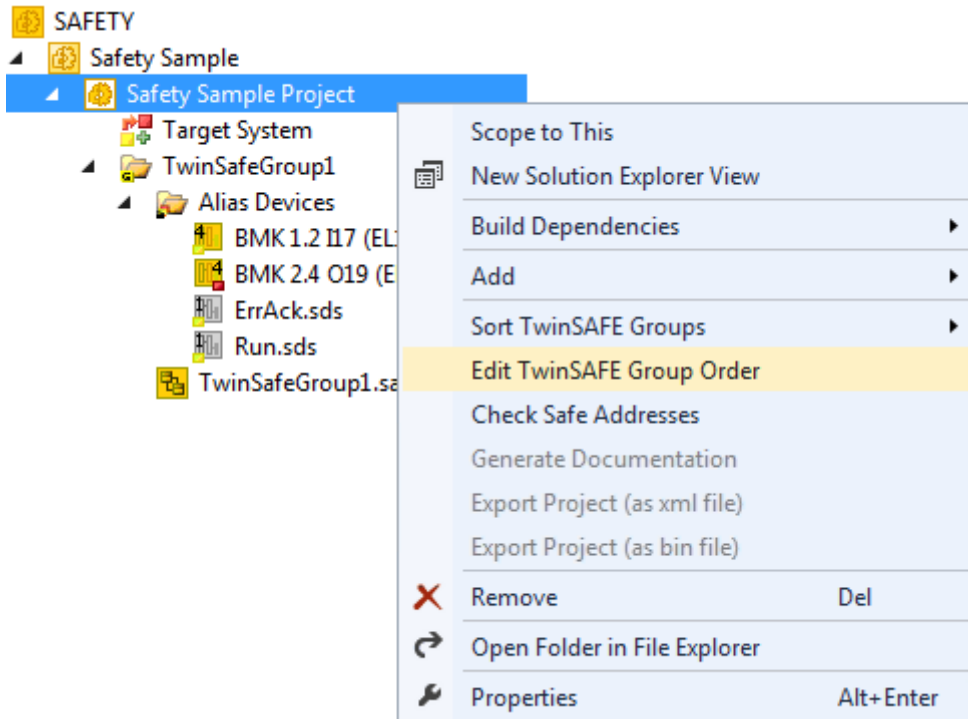 SAFETY
Safety Sample
Safety Sample Project
Target System
TwinSafeGroup1
Alias Devices
BMK 1.2 I17 (EL
BMK 2.4 O19 (E
ErrAck.sds
Run.sds
TwinSafeGroup1.sa
Scope to This
New Solution Explorer View
Build Dependencies
Add
Sort TwinSAFE Groups
Edit TwinSAFE Group Order
Check Safe Addresses
Generate Documentation
Export Project (as xml file)
Export Project (as bin file)
Remove Del
Open Folder in File Explorer
Properties Alt+Enter